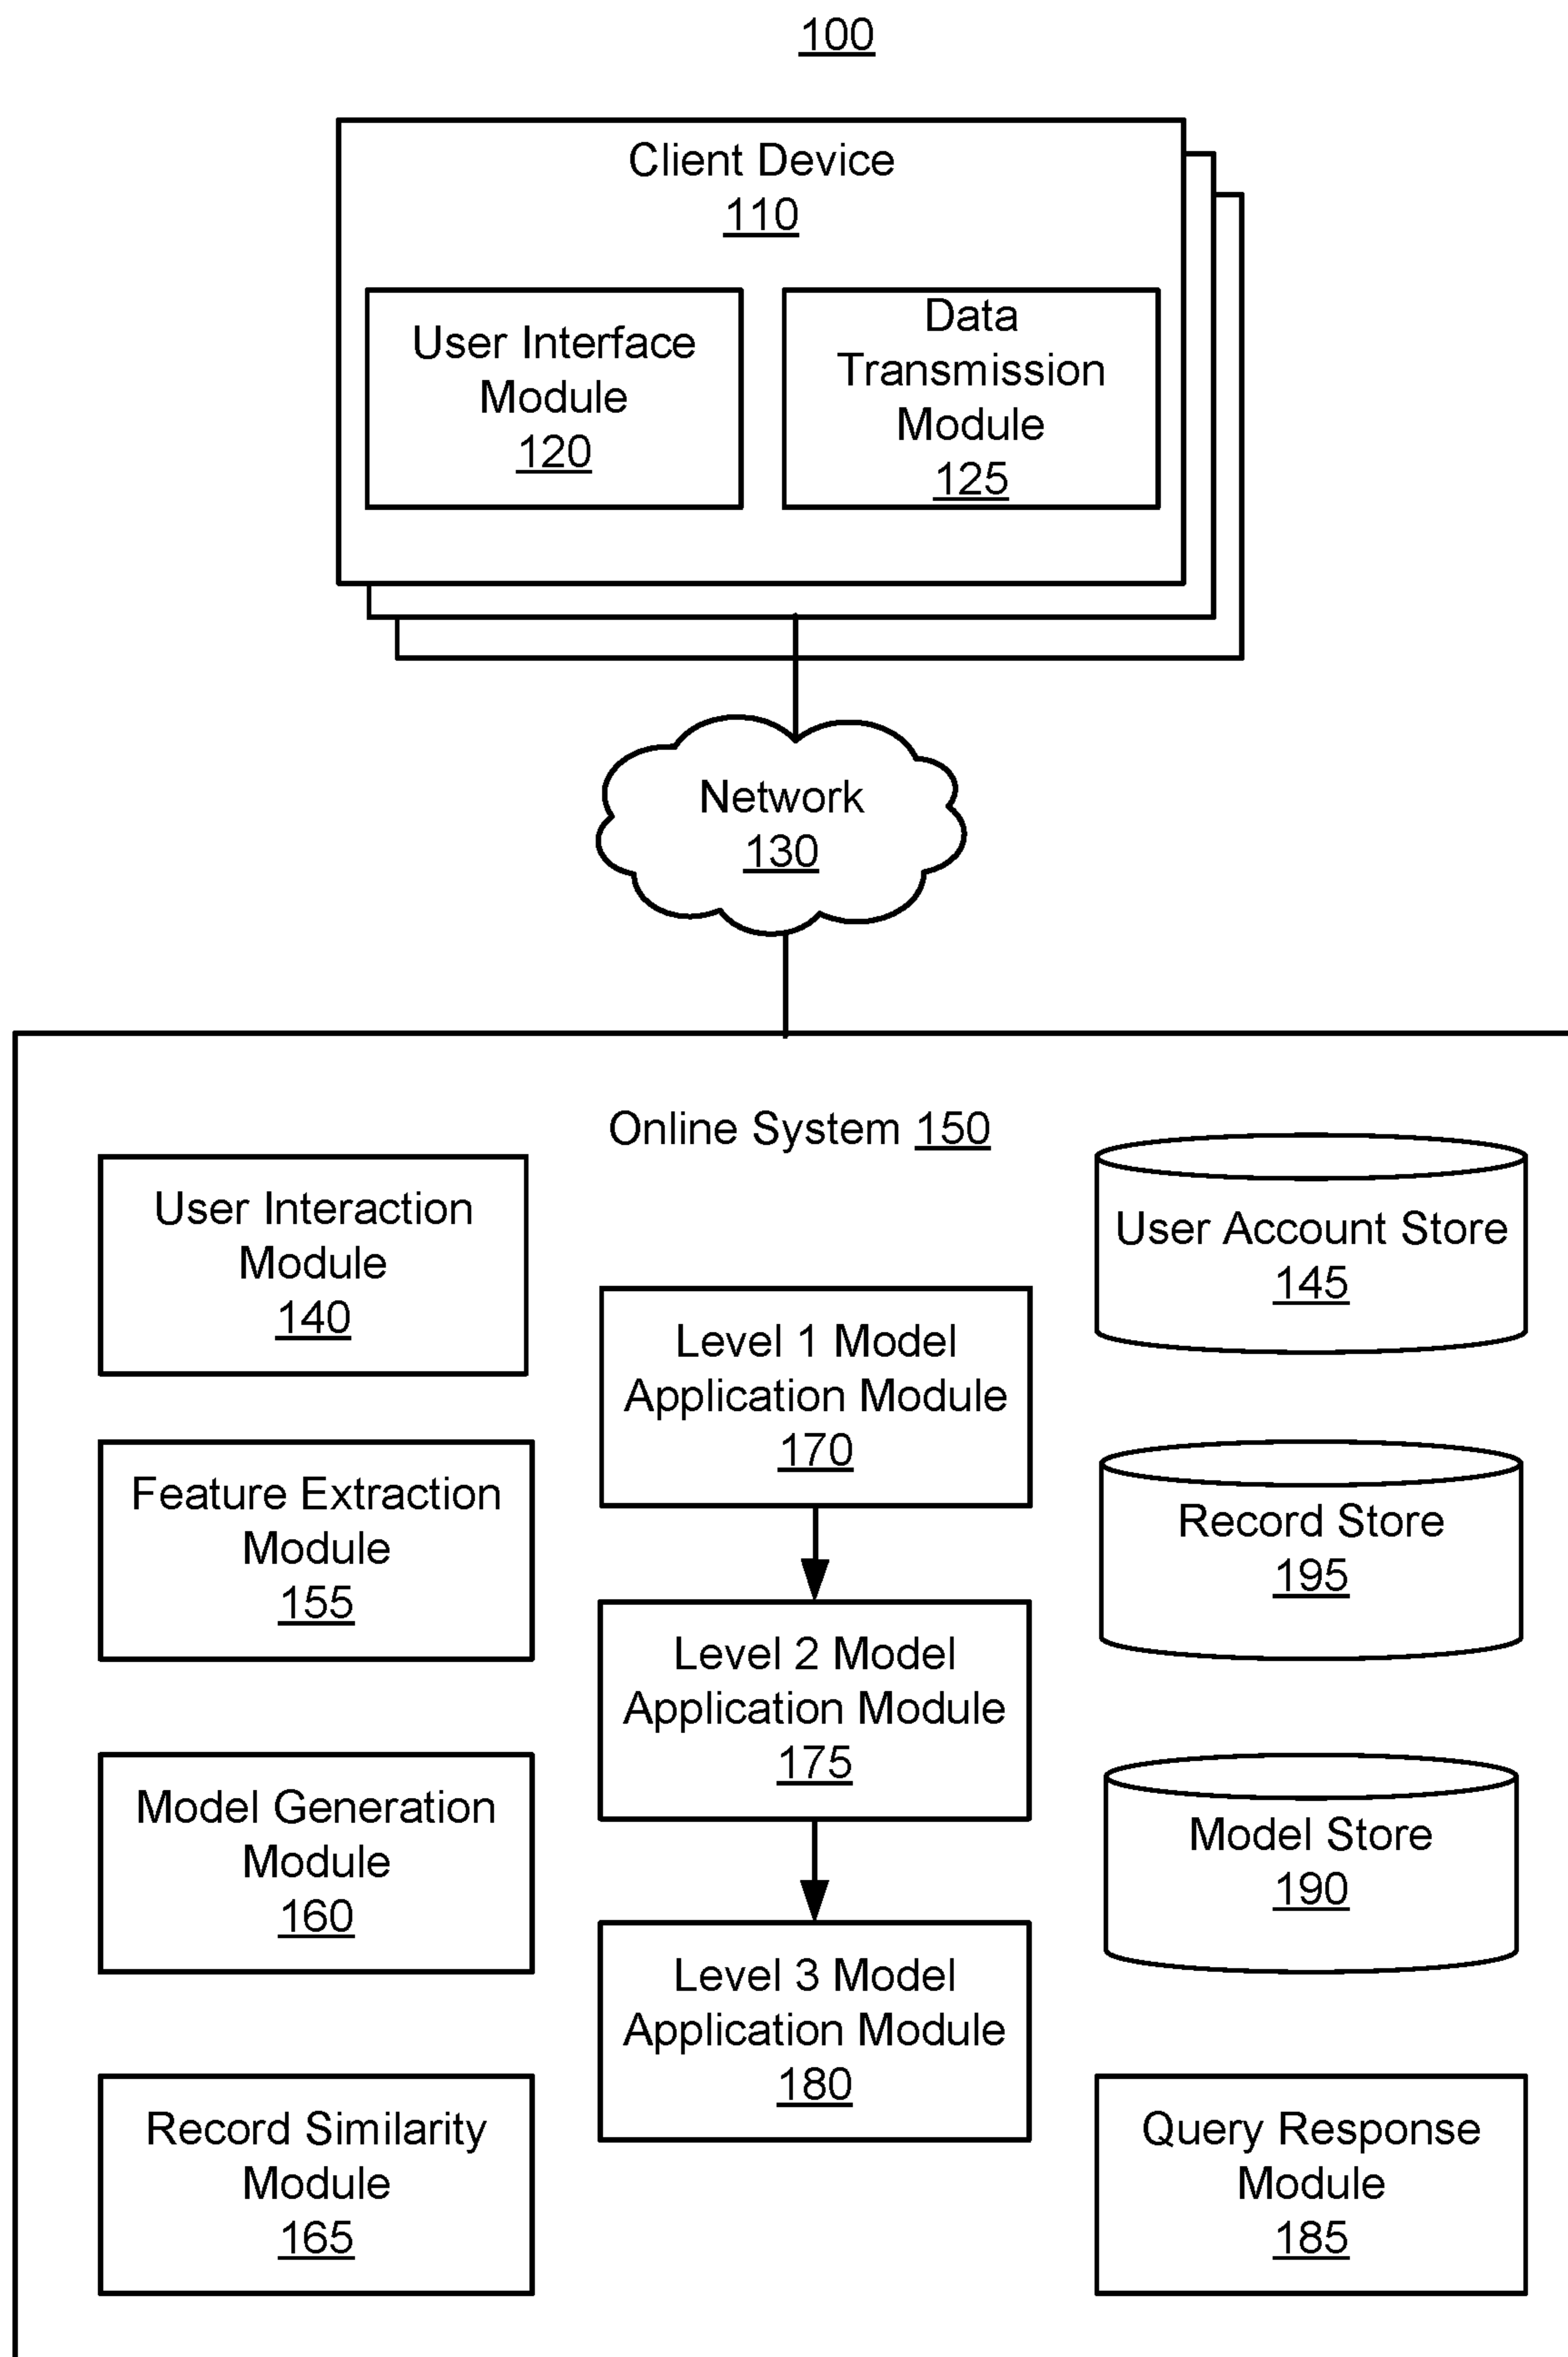 100
Client Device
110
User Interface
Module
120
Data
Transmission
Module
125
Network
130
Online System 150
User Interaction
Module
140
Feature Extraction
Module
155
Model Generation
Module
160
Record Similarity
Module
165
Level 1 Model
Application Module
170
Level 2 Model
Application Module
175
Level 3 Model
Application Module
180
User Account Store
145
Record Store
195
Model Store
190
Query Response
Module
185